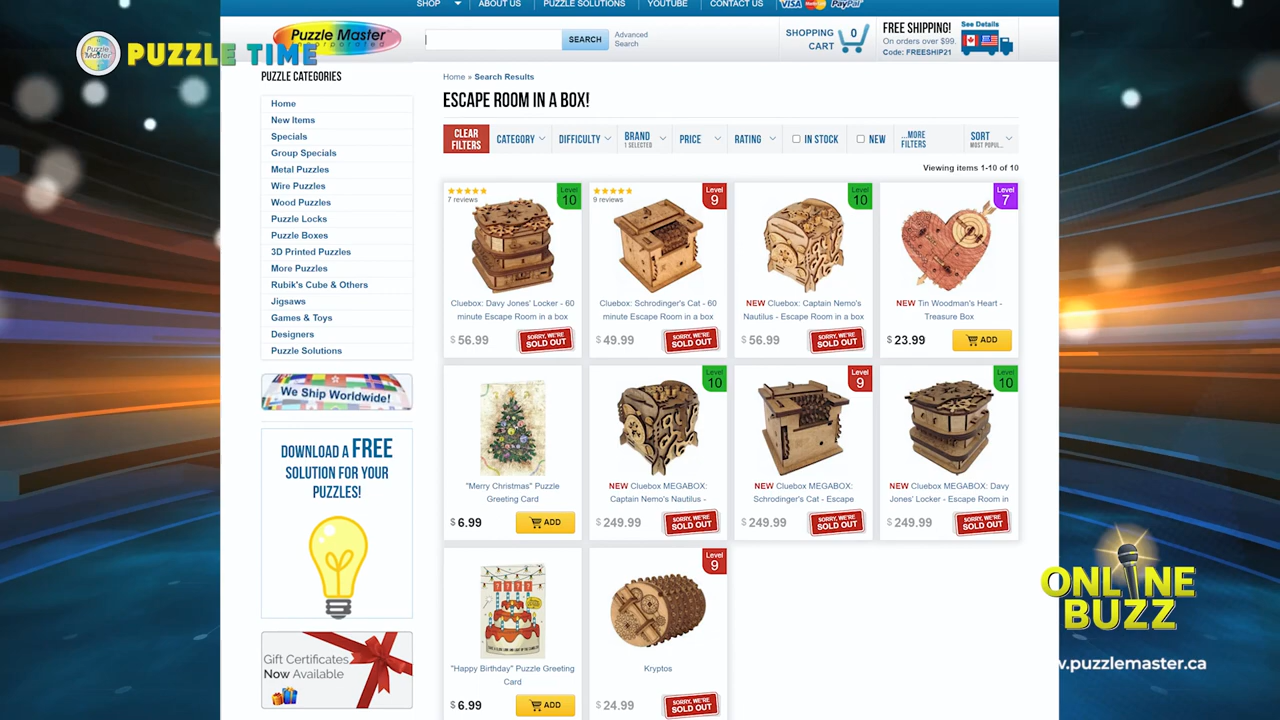 SHOP
ABOUT US
PUZZLE SOLUTIONS
YOUTUBE
CONTACT US
VISA
PayPal
Puzzle Master
PUZZLE TIME
Puzzle Master
SEARCH
Advanced
Search
SHOPPING
CART
0
FREE SHIPPING!
On orders over $99.
Code: FREESHIP21
See Details
PUZZLE CATEGORIES
Home
New Items
Specials
Group Specials
Metal Puzzles
Wire Puzzles
Wood Puzzles
Puzzle Locks
Puzzle Boxes
3D Printed Puzzles
More Puzzles
Rubik's Cube & Others
Jigsaws
Games & Toys
Designers
Puzzle Solutions
We Ship Worldwide!
DOWNLOAD A FREE
SOLUTION FOR YOUR
PUZZLES!
Gift Certificates
Now Available
Home » Search Results
ESCAPE ROOM IN A BOX!
CLEAR
FILTERS
CATEGORY
DIFFICULTY
BRAND
1 SELECTED
PRICE
RATING
IN STOCK
NEW
...MORE
FILTERS
SORT
MOST POPUL...
Viewing items 1-10 of 10
7 reviews
Level
10
Cluebox: Davy Jones' Locker - 60
minute Escape Room in a box
$ 56.99
SORRY, WE'RE
SOLD OUT
9 reviews
Level
9
Cluebox: Schrodinger's Cat - 60
minute Escape Room in a box
$ 49.99
SORRY, WE'RE
SOLD OUT
Level
10
NEW Cluebox: Captain Nemo's
Nautilus - Escape Room in a box
$ 56.99
SORRY, WE'RE
SOLD OUT
Level
7
NEW Tin Woodman's Heart -
Treasure Box
$ 23.99
ADD
"Merry Christmas" Puzzle
Greeting Card
$ 6.99
ADD
Level
10
NEW Cluebox MEGABOX:
Captain Nemo's Nautilus -
$ 249.99
SORRY, WE'RE
SOLD OUT
Level
9
NEW Cluebox MEGABOX:
Schrodinger's Cat - Escape
$ 249.99
SORRY, WE'RE
SOLD OUT
Level
10
NEW Cluebox MEGABOX: Davy
Jones' Locker - Escape Room in
$ 249.99
SORRY, WE'RE
SOLD OUT
"Happy Birthday" Puzzle Greeting
Card
$ 6.99
ADD
Level
9
Kryptos
$ 24.99
SORRY, WE'RE
SOLD OUT
ONLINE
BUZZ
www.puzzlemaster.ca